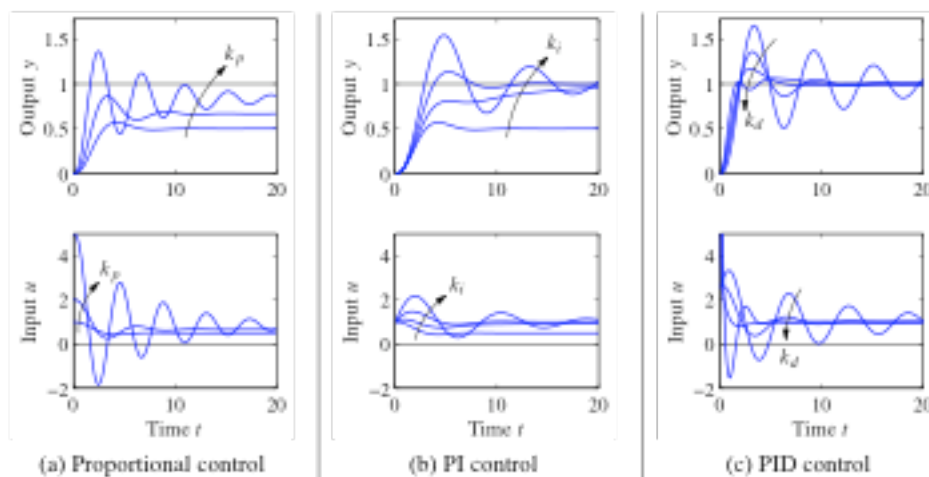 Output y
1.5
1
0.5
0
0 10 20
k_p
Input u
4
2
0
−2
0 10 20
k_p
Time t
(a) Proportional control
Output y
1.5
1
0.5
0
0 10 20
k_i
Input u
4
2
0
−2
0 10 20
k_i
Time t
(b) PI control
Output y
1.5
1
0.5
0
0 10 20
k_d
Input u
4
2
0
−2
0 10 20
k_d
Time t
(c) PID control